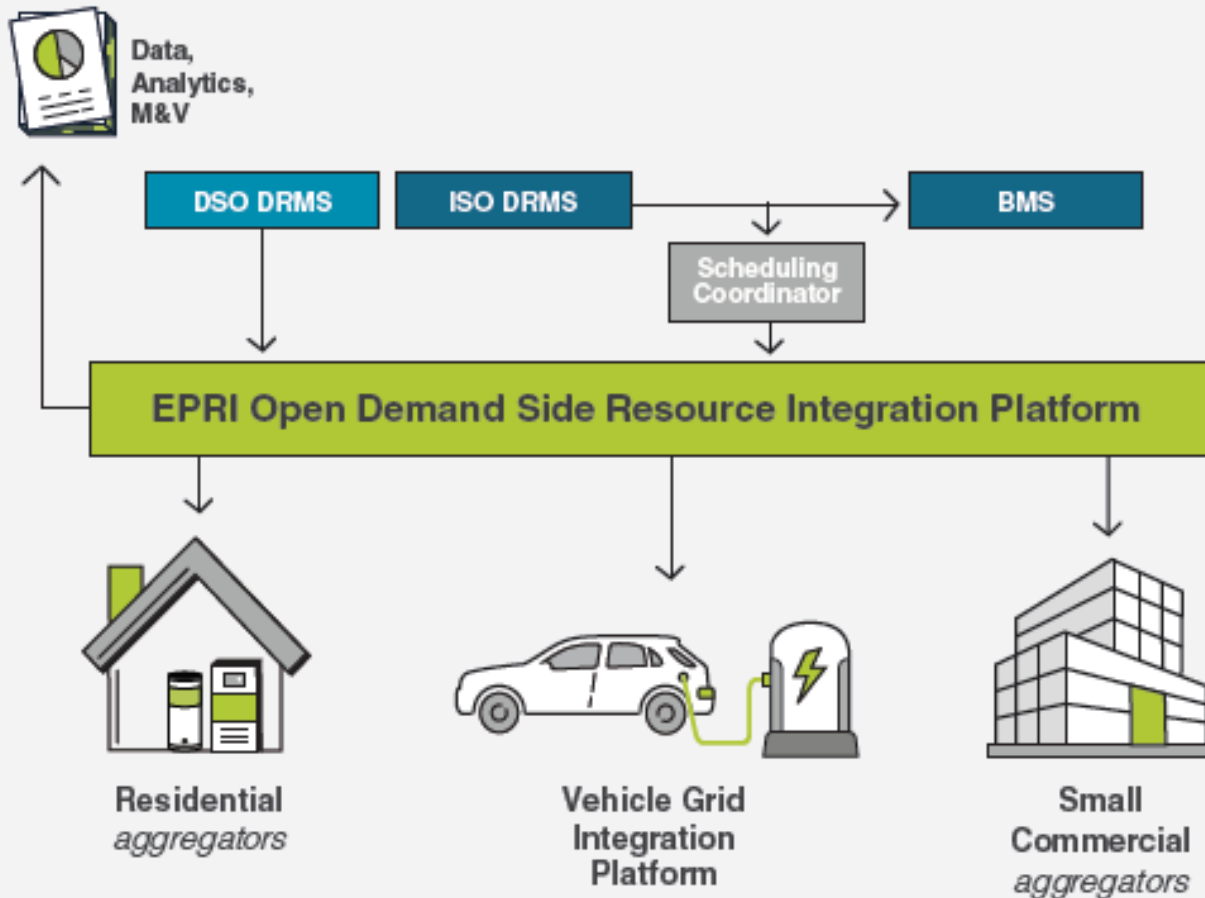 Data,
Analytics,
M&V
DSO DRMS
ISO DRMS
BMS
Scheduling
Coordinator
EPRI Open Demand Side Resource Integration Platform
Residential
aggregators
Vehicle Grid
Integration
Platform
Small
Commercial
aggregators